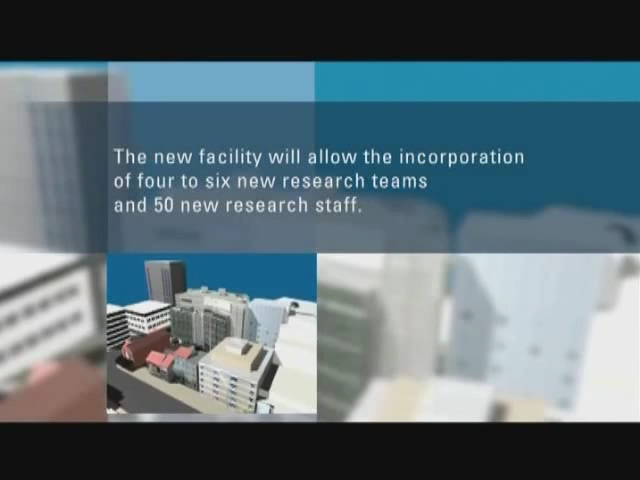 The new facility will allow the incorporation
of four to six new research teams
and 50 new research staff.